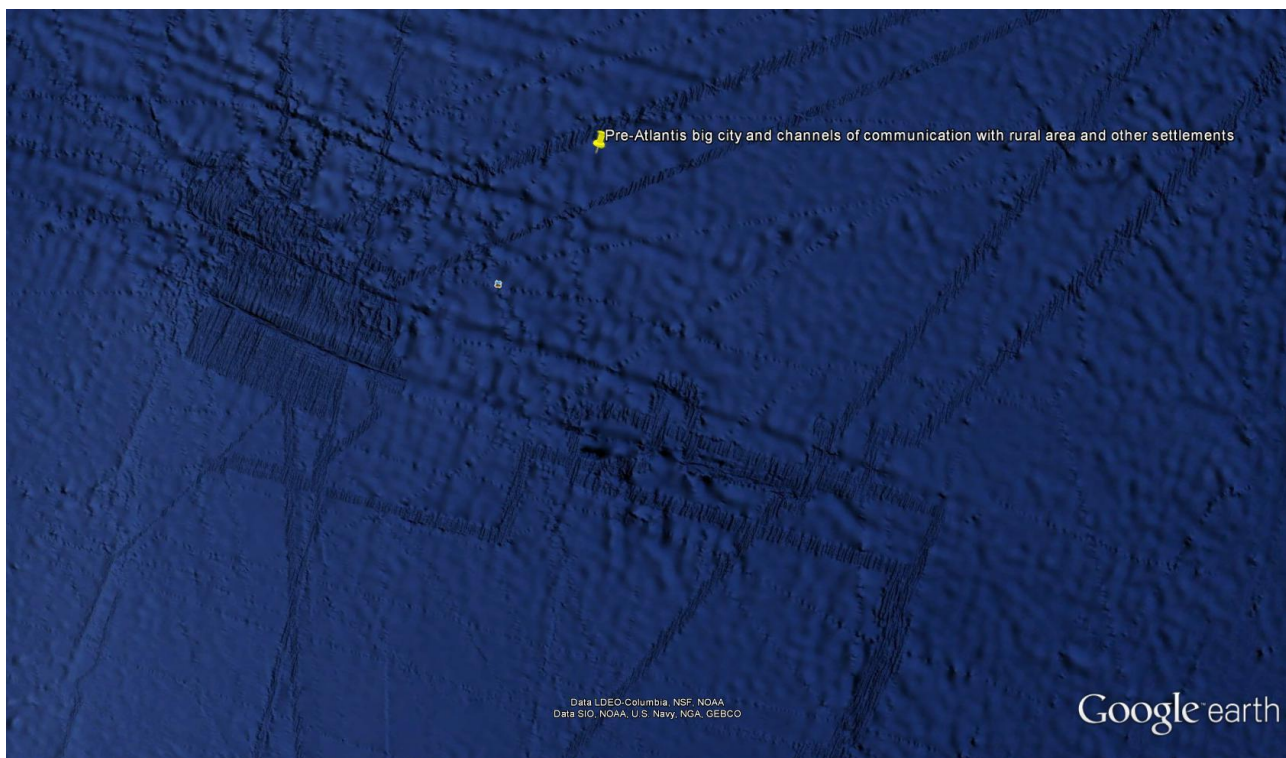 Pre-Atlantis big city and channels of communication with rural area and other settlements
Data LDEO-Columbia, NSF, NOAA
Data SIO, NOAA, U.S. Navy, NGA, GEBCO
Google earth